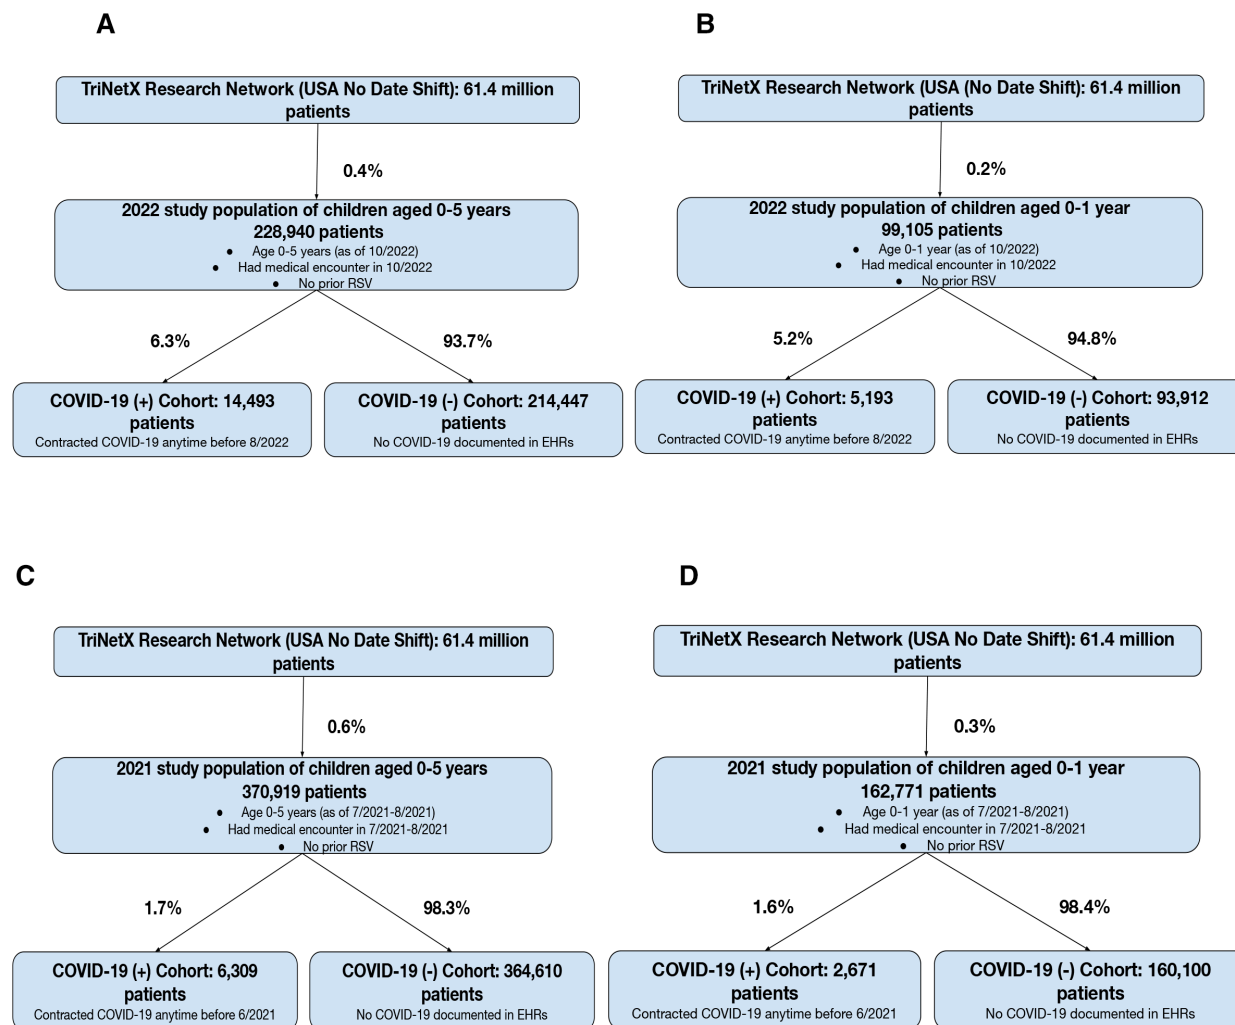 A
TriNetX Research Network (USA No Date Shift): 61.4 million
patients
0.4%
2022 study population of children aged 0-5 years
228,940 patients
● Age 0-5 years (as of 10/2022)
● Had medical encounter in 10/2022
● No prior RSV
6.3%
93.7%
COVID-19 (+) Cohort: 14,493
patients
Contracted COVID-19 anytime before 8/2022
COVID-19 (-) Cohort: 214,447
patients
No COVID-19 documented in EHRs
B
TriNetX Research Network (USA (No Date Shift): 61.4 million
patients
0.2%
2022 study population of children aged 0-1 year
99,105 patients
● Age 0-1 year (as of 10/2022)
● Had medical encounter in 10/2022
● No prior RSV
5.2%
94.8%
COVID-19 (+) Cohort: 5,193
patients
Contracted COVID-19 anytime before 8/2022
COVID-19 (-) Cohort: 93,912
patients
No COVID-19 documented in EHRs
C
TriNetX Research Network (USA No Date Shift): 61.4 million
patients
0.6%
2021 study population of children aged 0-5 years
370,919 patients
● Age 0-5 years (as of 7/2021-8/2021)
● Had medical encounter in 7/2021-8/2021
● No prior RSV
1.7%
98.3%
COVID-19 (+) Cohort: 6,309
patients
Contracted COVID-19 anytime before 6/2021
COVID-19 (-) Cohort: 364,610
patients
No COVID-19 documented in EHRs
D
TriNetX Research Network (USA No Date Shift): 61.4 million
patients
0.3%
2021 study population of children aged 0-1 year
162,771 patients
● Age 0-1 year (as of 7/2021-8/2021)
● Had medical encounter in 7/2021-8/2021
● No prior RSV
1.6%
98.4%
COVID-19 (+) Cohort: 2,671
patients
Contracted COVID-19 anytime before 6/2021
COVID-19 (-) Cohort: 160,100
patients
No COVID-19 documented in EHRs